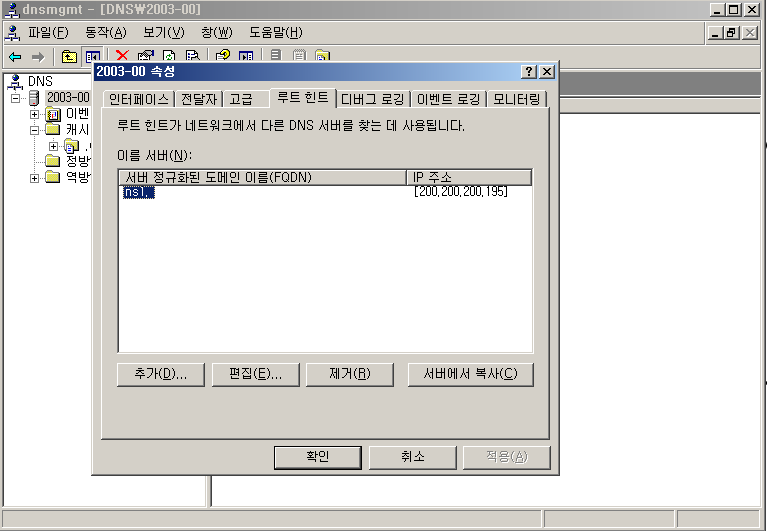 dnsmgmt - [DNS₩2003-00]
파일(F) 동작(A) 보기(V) 창(W) 도움말(H)
DNS
2003-00
이벤
캐시
정방
역방
2003-00 속성
인터페이스 전달자 고급 루트 힌트 디버그 로깅 이벤트 로깅 모니터링
루트 힌트가 네트워크에서 다른 DNS 서버를 찾는 데 사용됩니다.
이름 서버(N):
서버 정규화된 도메인 이름(FQDN) IP 주소
ns1. [200,200,200,195]
추가(D)... 편집(E)... 제거(R) 서버에서 복사(C)
확인 취소 적용(A)